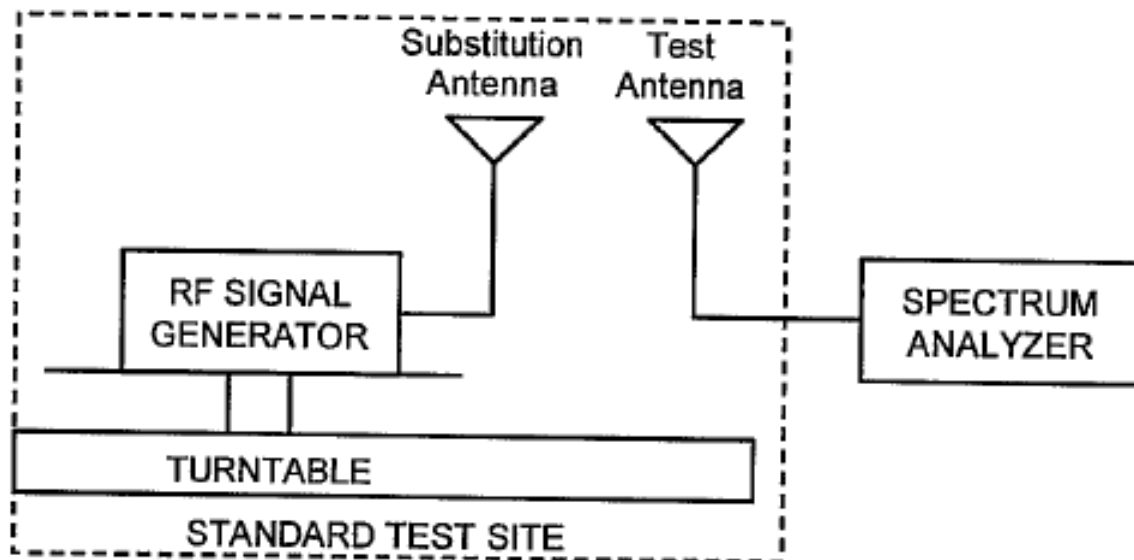 Substitution
Antenna
Test
Antenna
RF SIGNAL
GENERATOR
SPECTRUM
ANALYZER
TURNTABLE
STANDARD TEST SITE